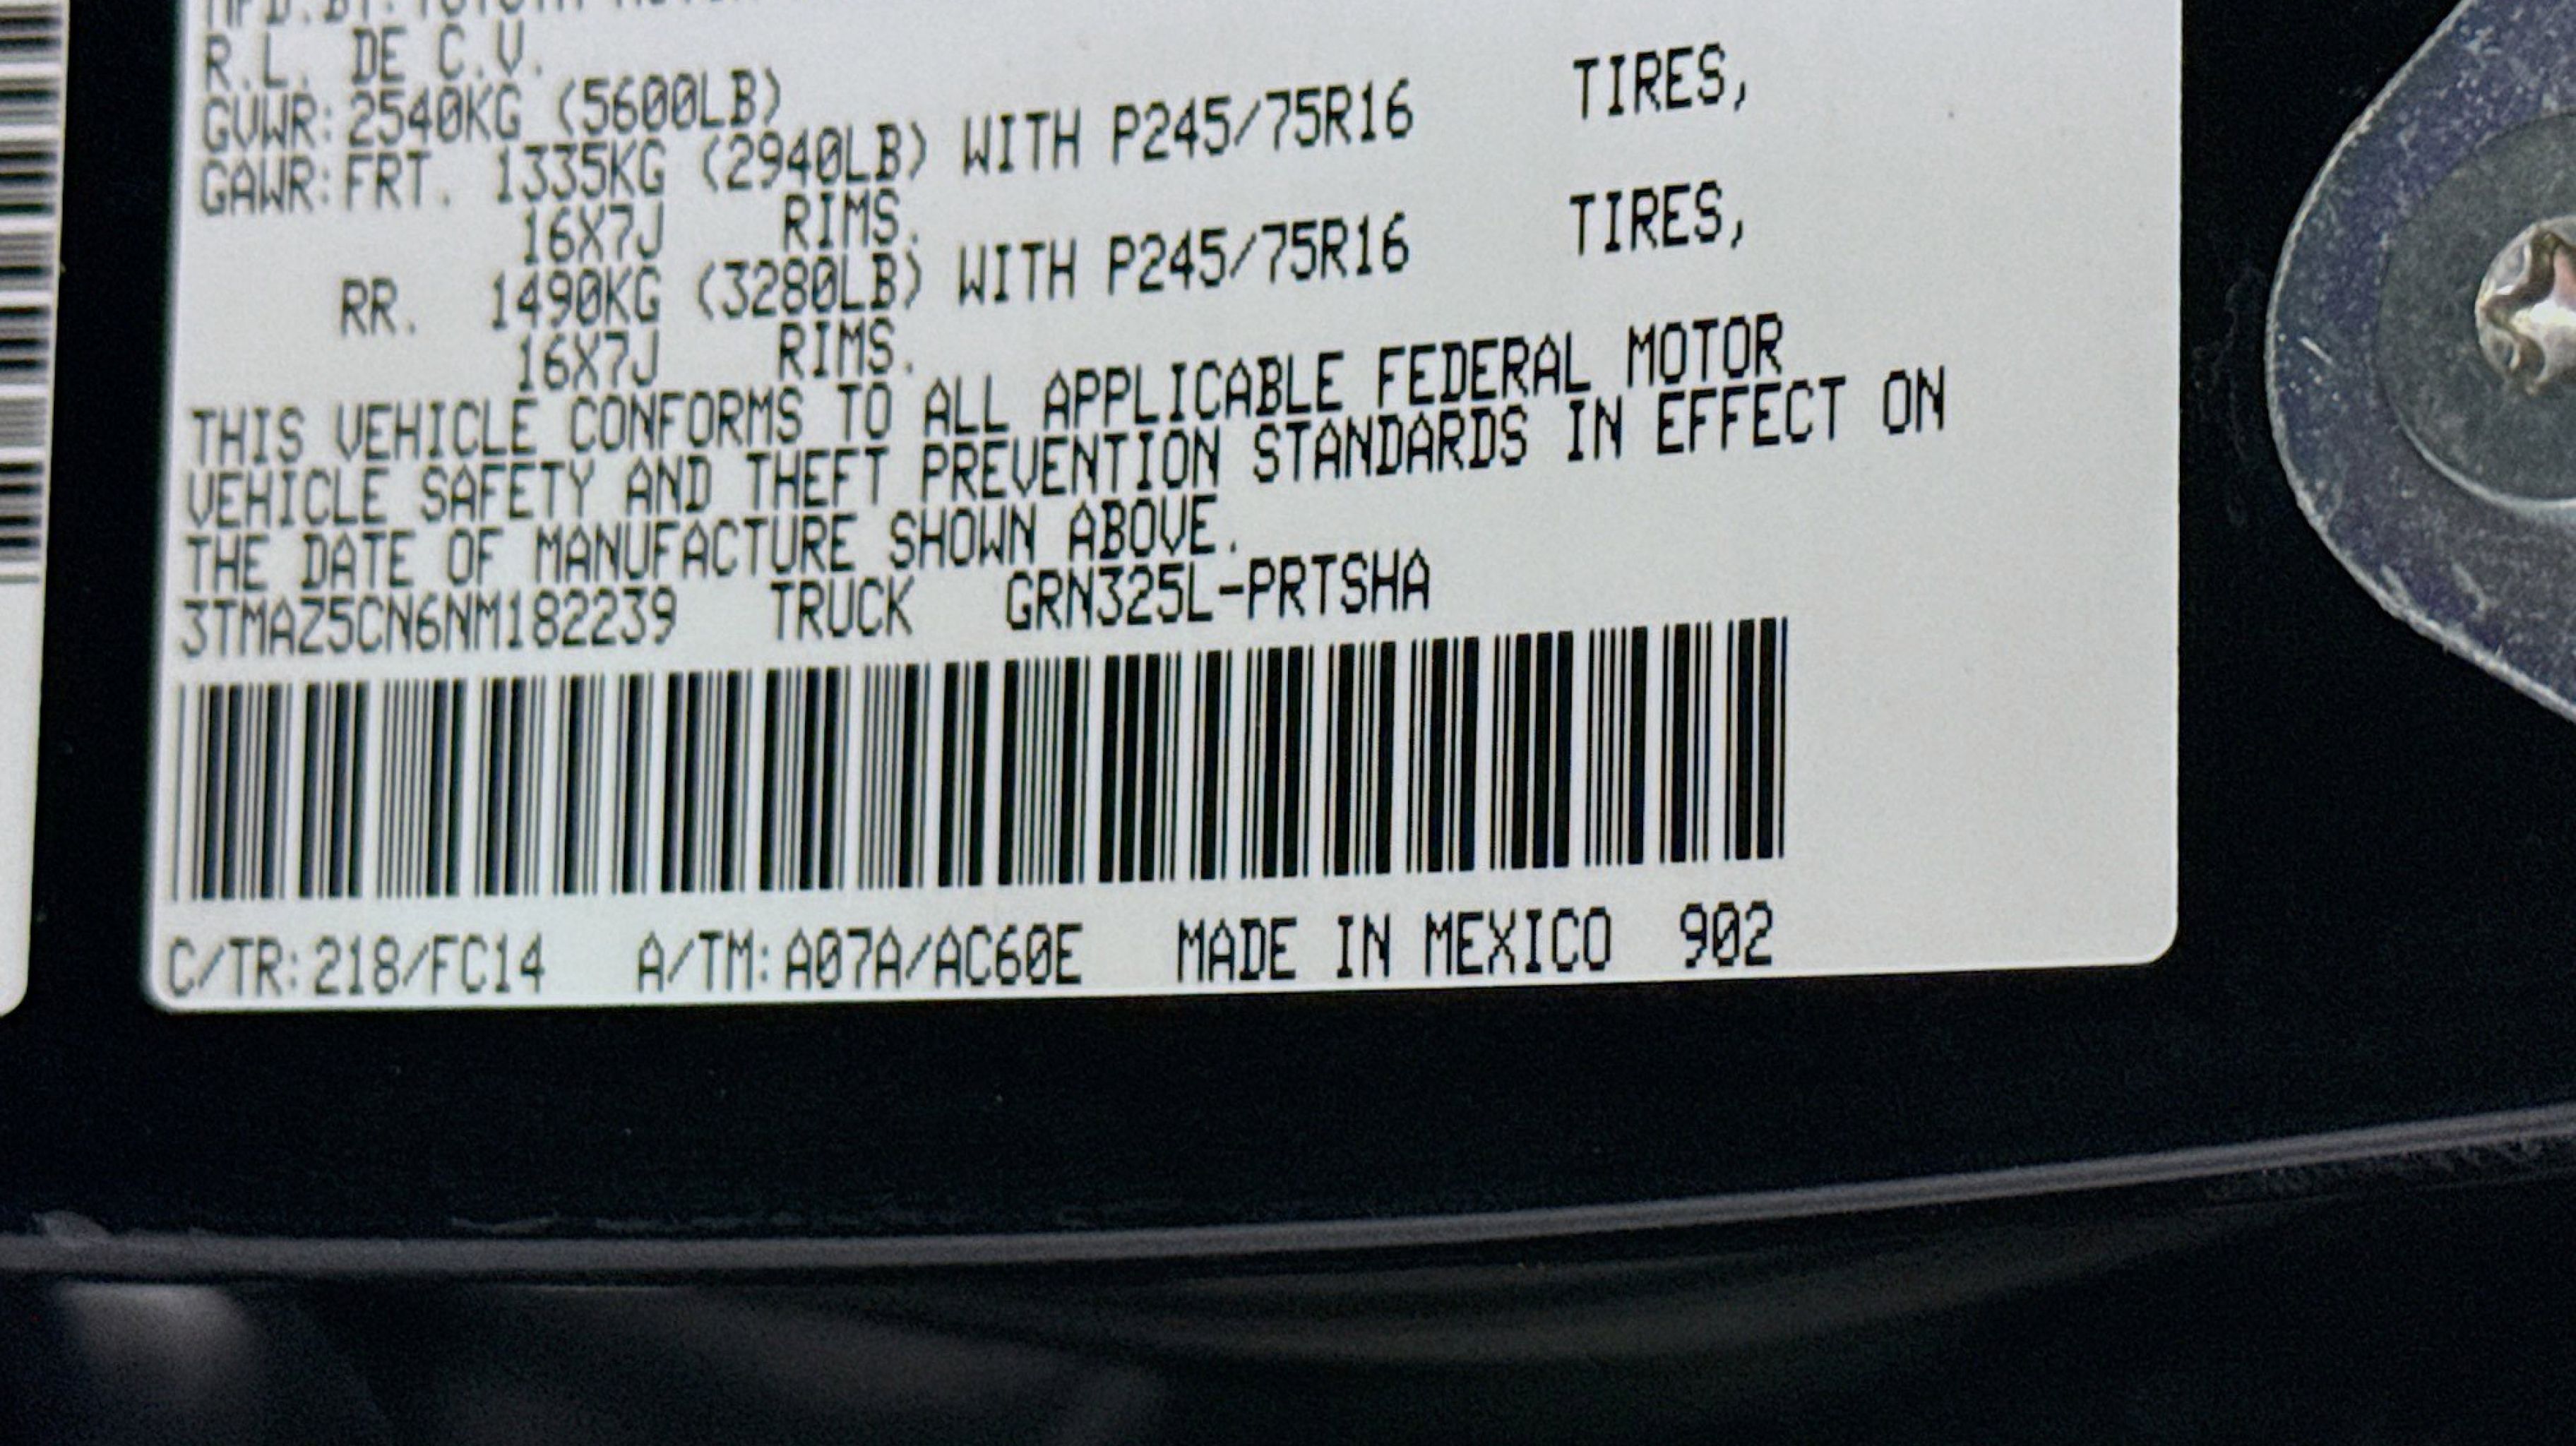 R.L. DE C.V.
GVWR:2540KG (5600LB)
GAWR:FRT. 1335KG (2940LB) WITH P245/75R16 TIRES,
16X7J RIMS.
RR. 1490KG (3280LB) WITH P245/75R16 TIRES,
16X7J RIMS.
THIS VEHICLE CONFORMS TO ALL APPLICABLE FEDERAL MOTOR
VEHICLE SAFETY AND THEFT PREVENTION STANDARDS IN EFFECT ON
THE DATE OF MANUFACTURE SHOWN ABOVE.
3TMAZ5CN6NM182239 TRUCK GRN325L-PRTSHA
C/TR:218/FC14 A/TM:A07A/AC60E MADE IN MEXICO 902